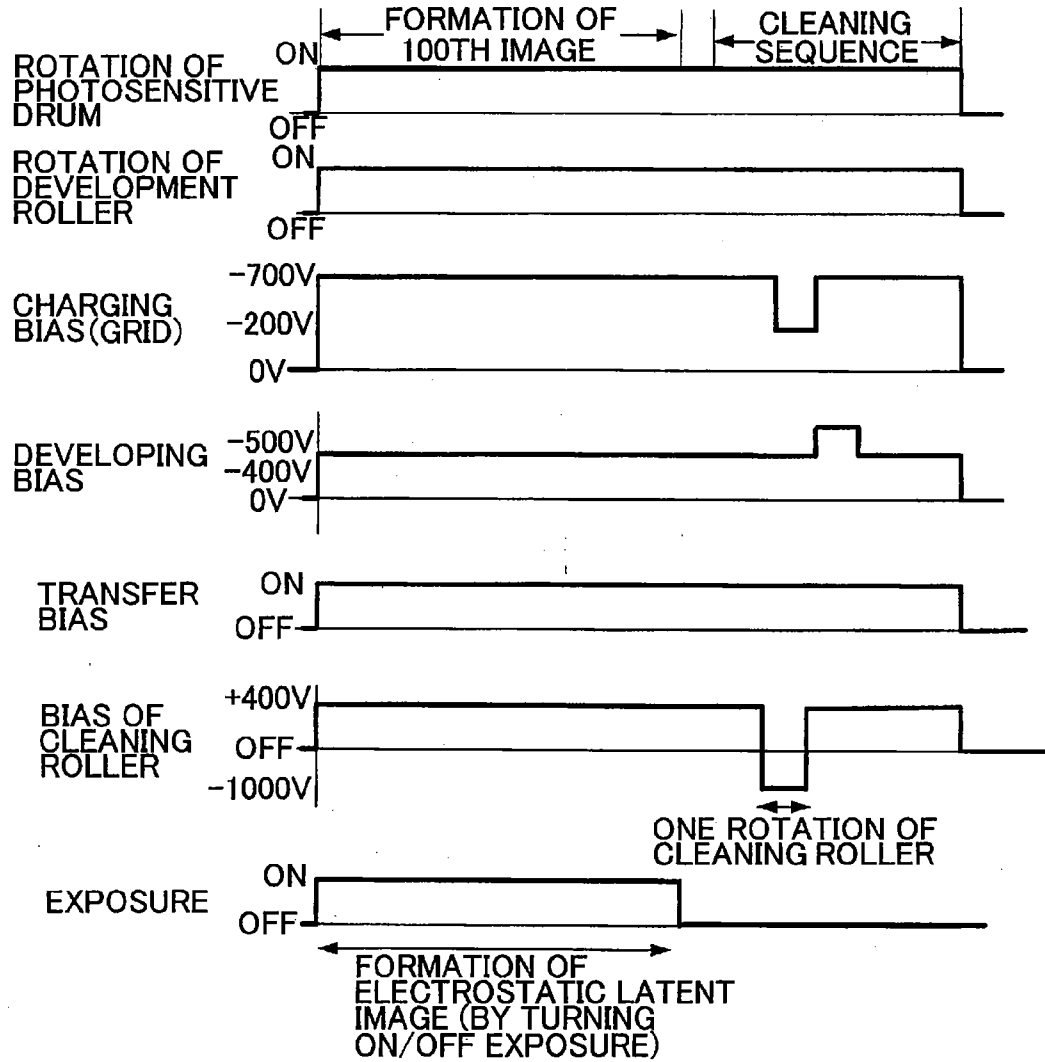 FORMATION OF
100TH IMAGE
CLEANING
SEQUENCE
ROTATION OF
PHOTOSENSITIVE
DRUM
ON
OFF
ROTATION OF
DEVELOPMENT
ROLLER
ON
OFF
CHARGING
BIAS(GRID)
-700V
-200V
0V
DEVELOPING
BIAS
-500V
-400V
0V
TRANSFER
BIAS
ON
OFF
BIAS OF
CLEANING
ROLLER
+400V
OFF
-1000V
ONE ROTATION OF
CLEANING ROLLER
EXPOSURE
ON
OFF
FORMATION OF
ELECTROSTATIC LATENT
IMAGE (BY TURNING
ON/OFF EXPOSURE)